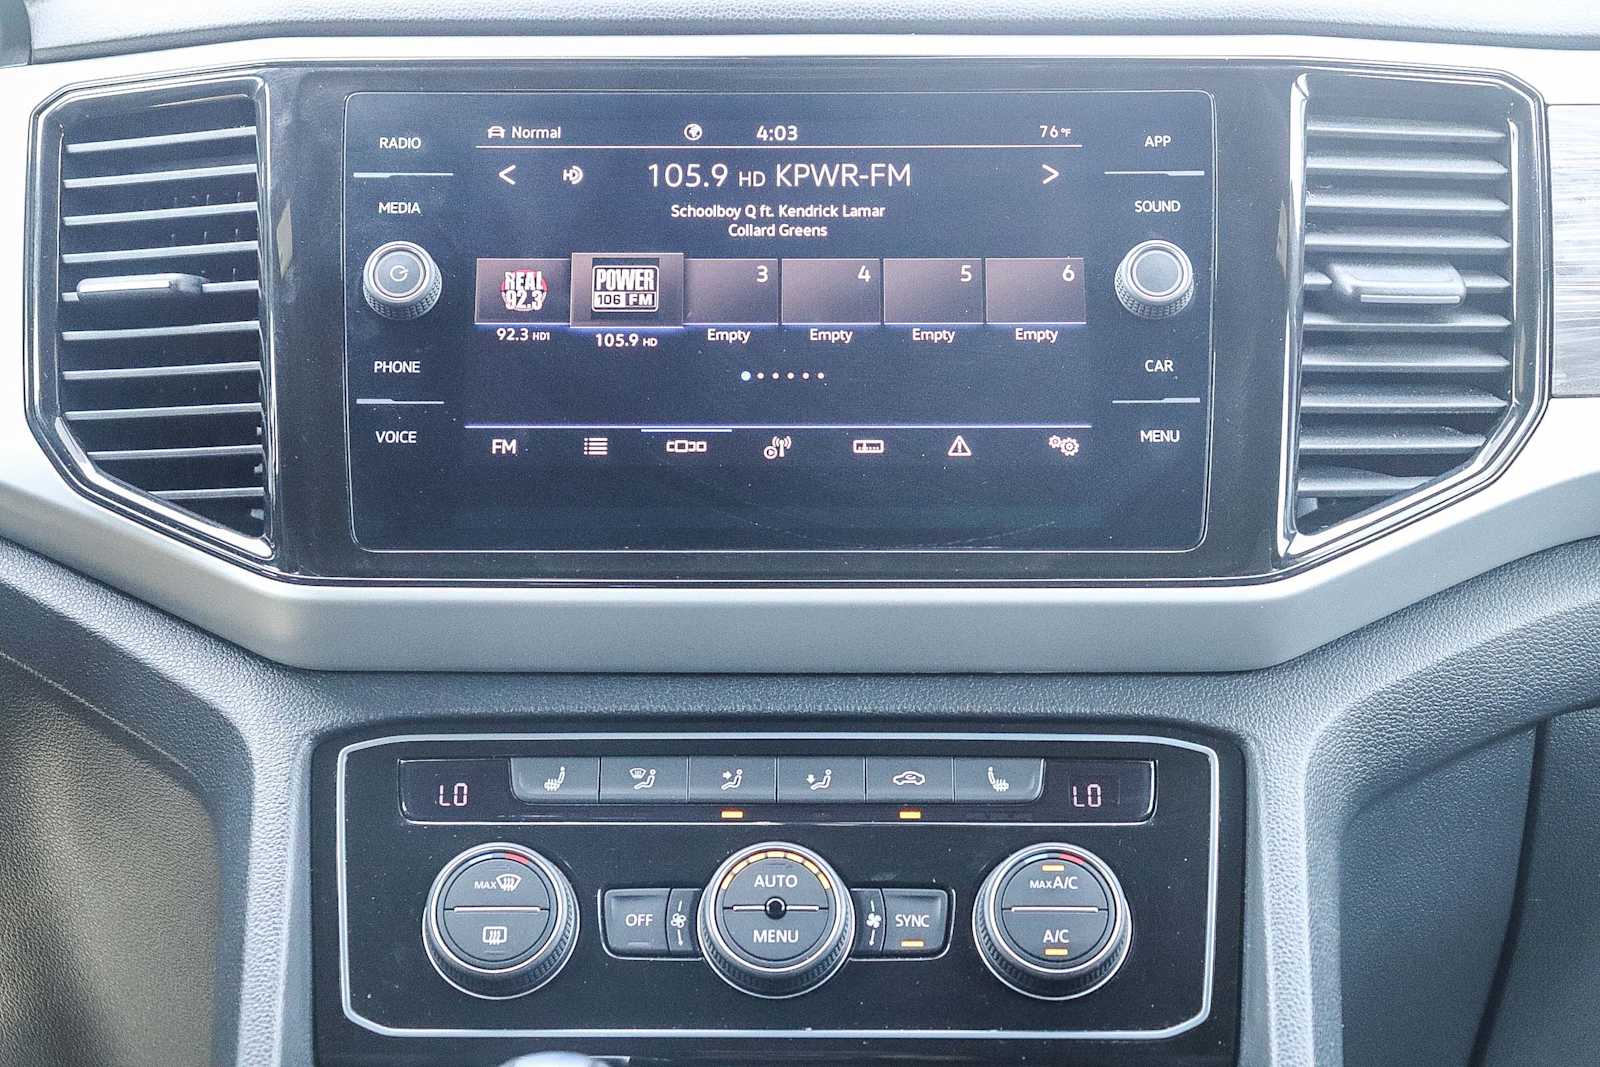 RADIO
MEDIA
PHONE
VOICE
Normal
4:03
76°F
HD
105.9 HD KPWR-FM
Schoolboy Q ft. Kendrick Lamar
Collard Greens
REAL
92.3
POWER
106 FM
3
4
5
6
92.3 HD1
105.9 HD
Empty
Empty
Empty
Empty
FM
APP
SOUND
CAR
MENU
LO
LO
MAX
OFF
AUTO
MENU
SYNC
MAX A/C
A/C